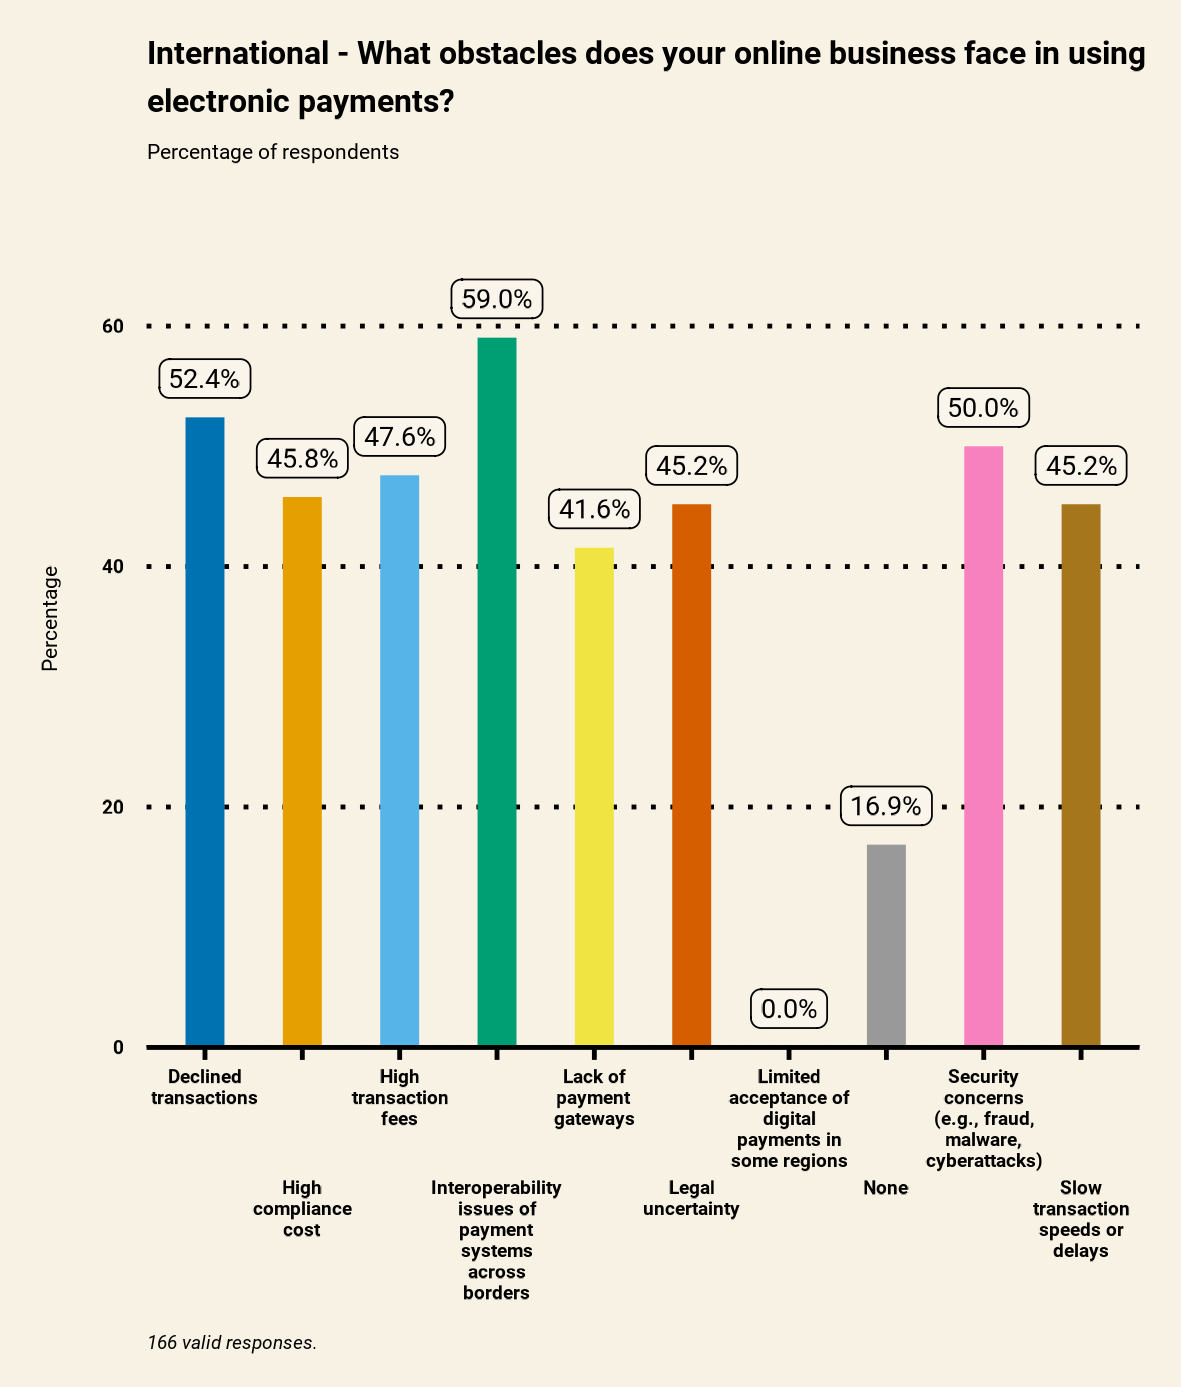 International - What obstacles does your online business face in using
electronic payments?
Percentage of respondents
Percentage
60
40
20
0
52.4%
45.8%
47.6%
59.0%
41.6%
45.2%
0.0%
16.9%
50.0%
45.2%
Declined
transactions
High
compliance
cost
High
transaction
fees
Interoperability
issues of
payment
systems
across
borders
Lack of
payment
gateways
Legal
uncertainty
Limited
acceptance of
digital
payments in
some regions
None
Security
concerns
(e.g., fraud,
malware,
cyberattacks)
Slow
transaction
speeds or
delays
166 valid responses.